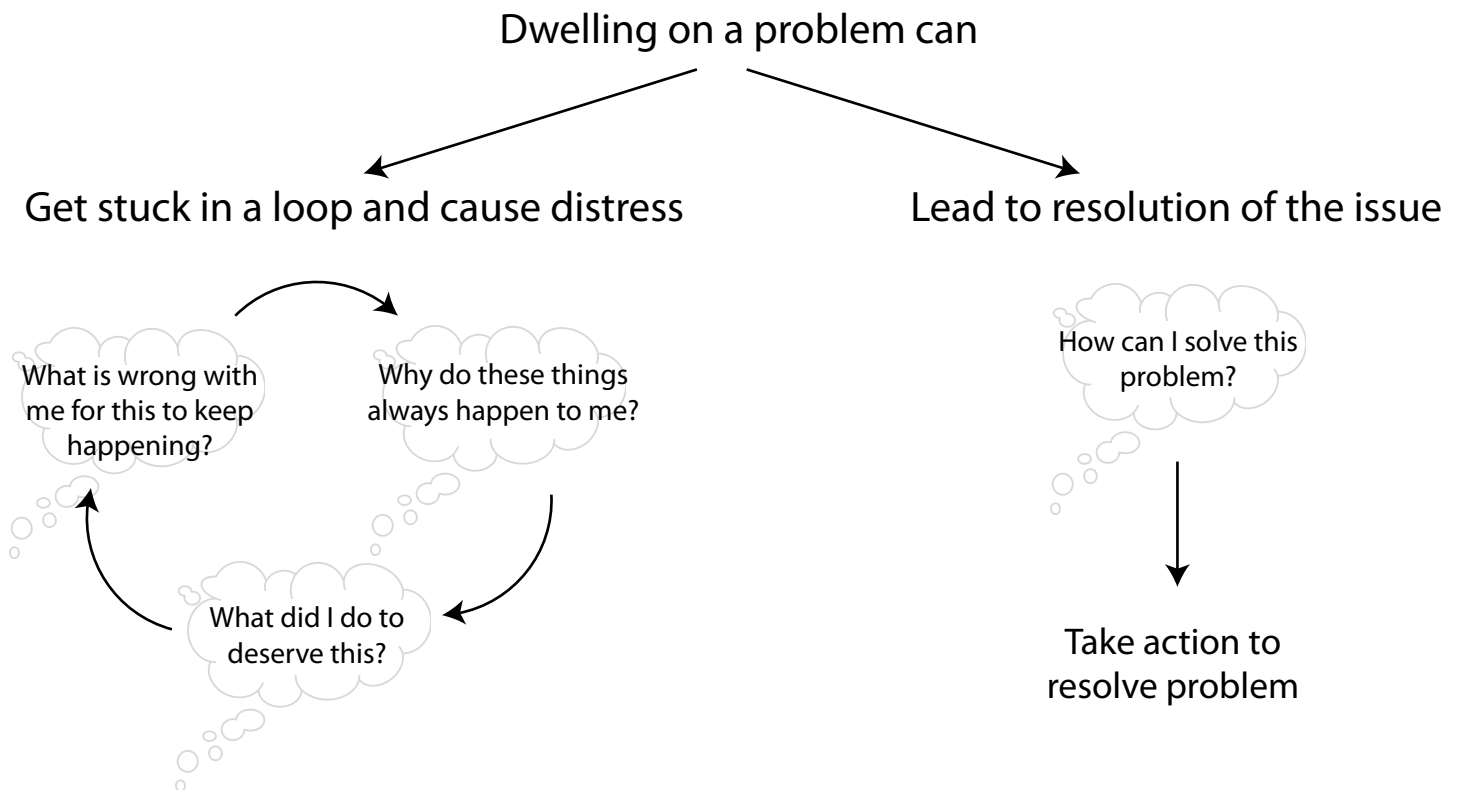 Dwelling on a problem can
Get stuck in a loop and cause distress
Lead to resolution of the issue
What is wrong with
me for this to keep
happening?
Why do these things
always happen to me?
What did I do to
deserve this?
How can I solve this
problem?
Take action to
resolve problem